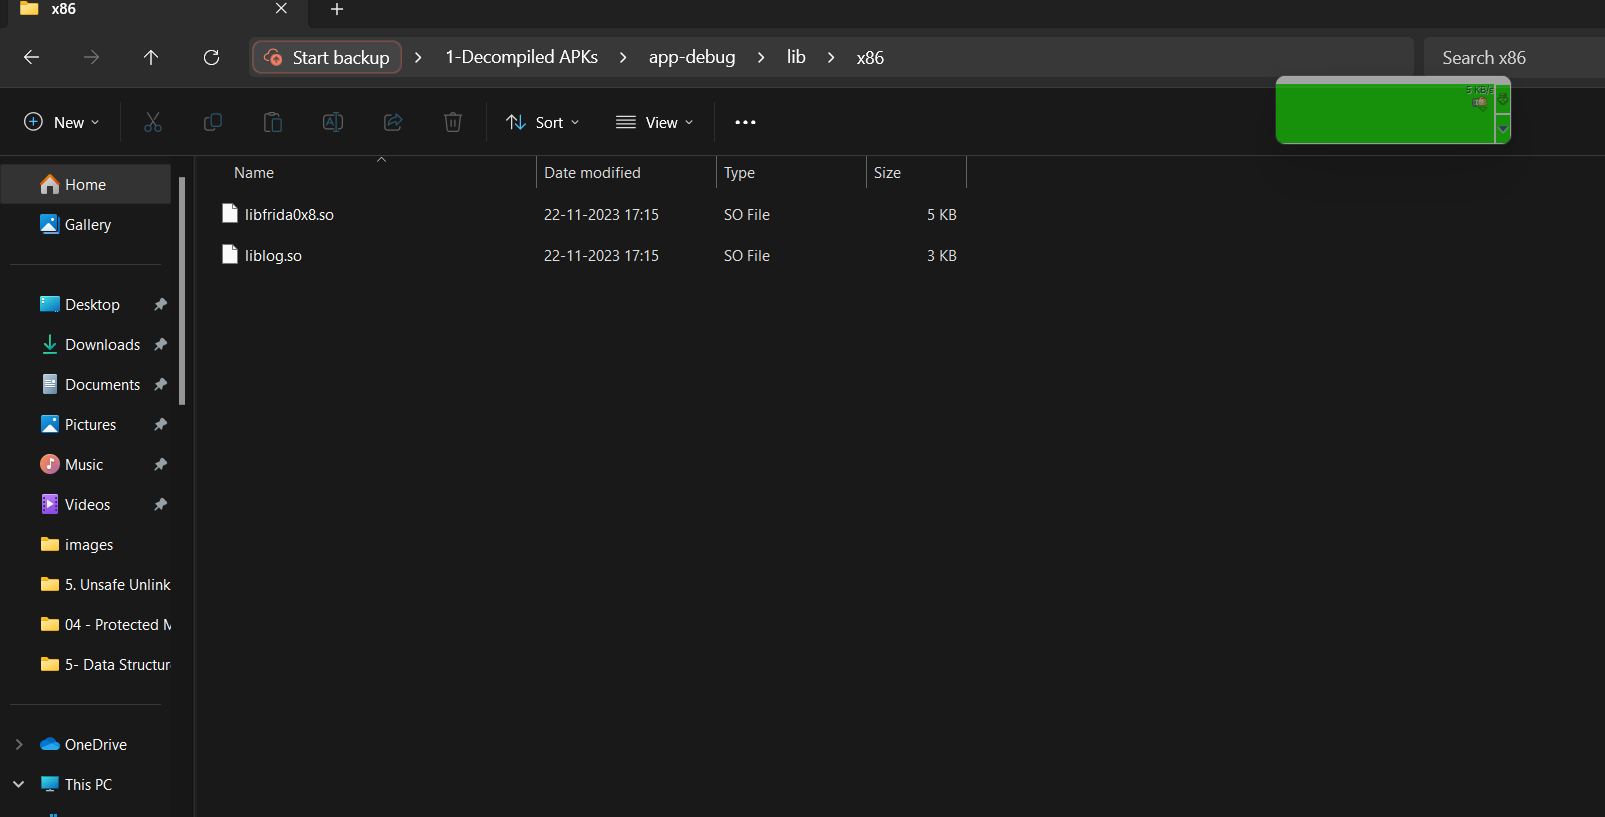 x86
Start backup > 1-Decompiled APKs > app-debug > lib > x86
Search x86
5 KB/s
New
Sort
View
Name Date modified Type Size
Home
Gallery
Desktop
Downloads
Documents
Pictures
Music
Videos
images
5. Unsafe Unlink
04 - Protected M
5- Data Structur
OneDrive
This PC
libfrida0x8.so 22-11-2023 17:15 SO File 5 KB
liblog.so 22-11-2023 17:15 SO File 3 KB